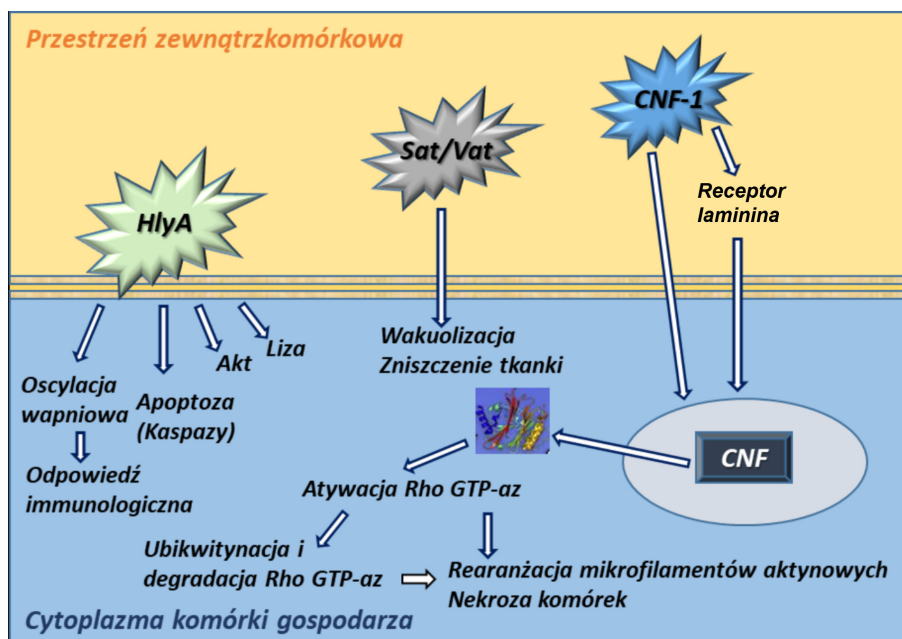 Przestrzeń zewnątrzkomórkowa
CNF-1
Sat/Vat
Receptor
laminina
HlyA
Wakuolizacja
Zniszczenie tkanki
Liza
Akt
Oscylacja
wapniowa
Apoptoza
(Kaspazy)
CNF
Odpowiedź
immunologiczna
Atywacja Rho GTP-az
Ubikwitynacja i
degradacja Rho GTP-az
Rearanżacja mikrofilamentów aktynowych
Nekroza komórek
Cytoplazma komórki gospodarza